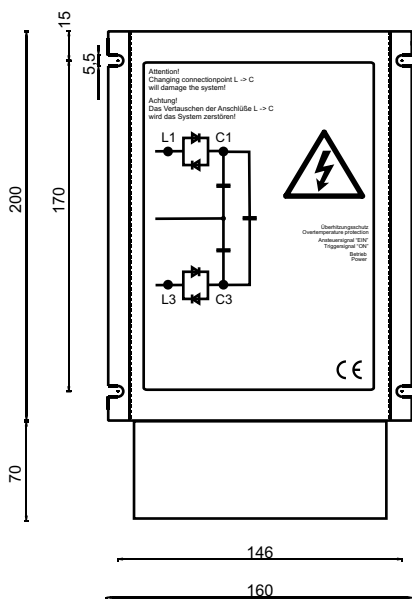 15
5,5
200
170
70
Attention!
Changing connectionpoint L -> C
will damage the system!
Achtung!
Das Vertauschen der Anschlüße L -> C
wird das System zerstören!
L1
C1
L3
C3
Überhitzungsschutz
Overtemperature protection
Ansteuersignal "EIN"
Triggersignal "ON"
Betrieb
Power
CE
146
160